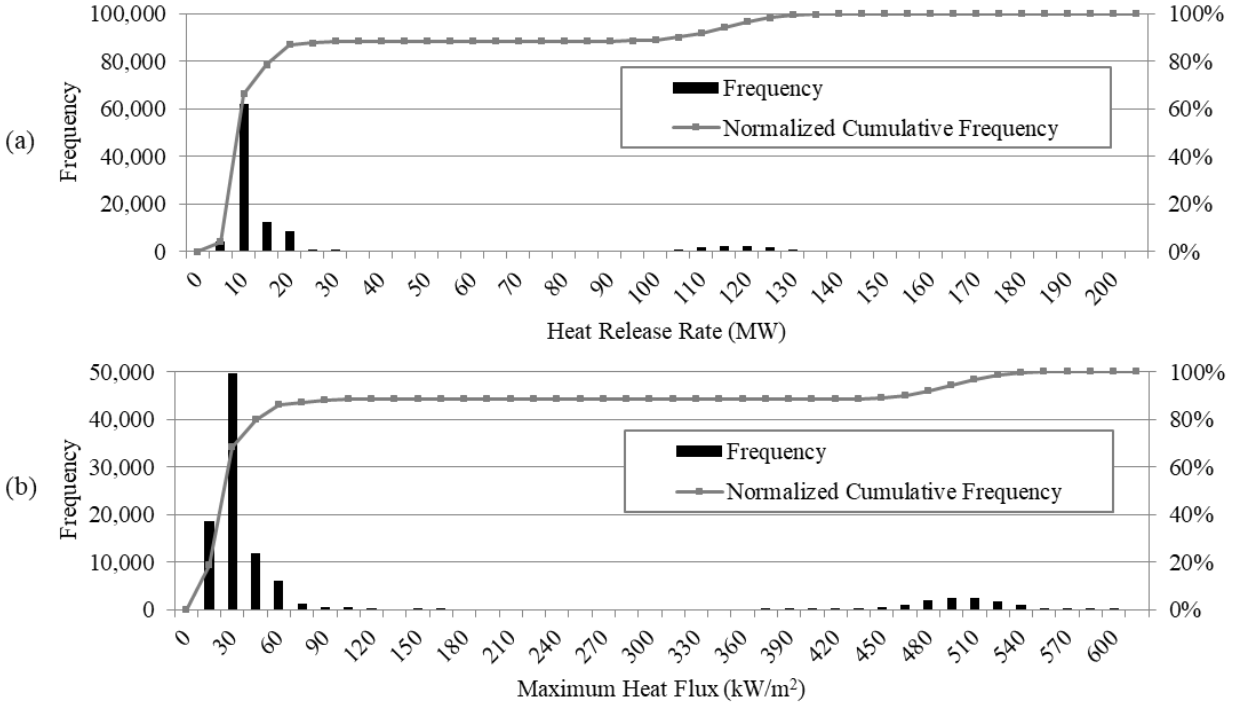 100,000 100%
80,000 80%
60,000 60%
40,000 40%
20,000 20%
0 0%
(a)
Frequency
Frequency
Normalized Cumulative Frequency
0 10 20 30 40 50 60 70 80 90 100 110 120 130 140 150 160 170 180 190 200
Heat Release Rate (MW)
50,000 100%
40,000 80%
30,000 60%
20,000 40%
10,000 20%
0 0%
(b)
Frequency
Frequency
Normalized Cumulative Frequency
0 30 60 90 120 150 180 210 240 270 300 330 360 390 420 450 480 510 540 570 600
Maximum Heat Flux (kW/m²)